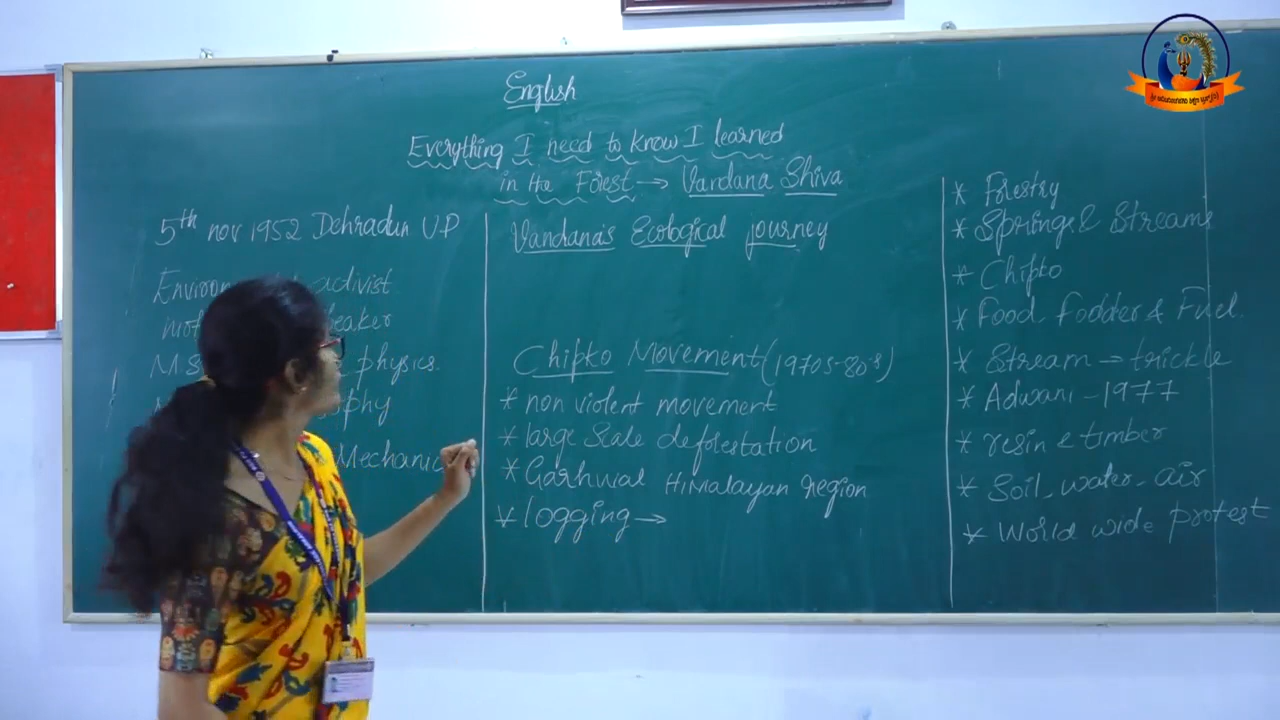 English
Everything I need to know I learned
in the Forest → Vandana Shiva
5th nov 1952 Dehradun U.P
activist
M.S physics.
Mechanic
Vandana's Ecological journey
Chipko Movement (1970s-80's)
* non violent movement
* large Scale deforestation
* Garhwal Himalayan region
* logging →
* Forestry
* Springs & Streams
* Chipko
* Food, Fodder & Fuel.
* Stream → trickle
* Adwani - 1977
* resin & timber
* Soil - water - air
* World wide protest